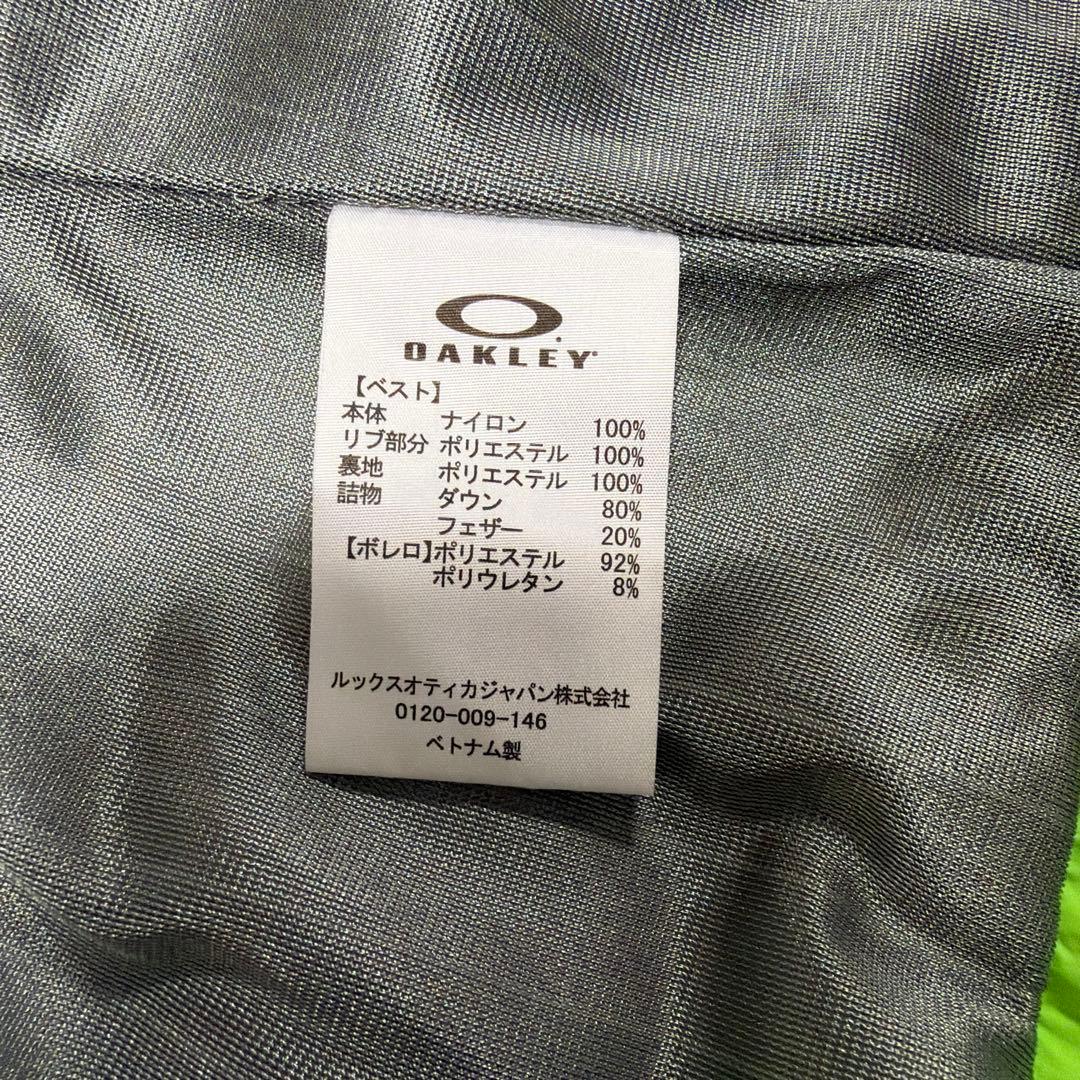 OAKLEY
【ベスト】
本体 ナイロン 100%
リブ部分 ポリエステル 100%
裏地 ポリエステル 100%
詰物 ダウン 80%
フェザー 20%
【ボレロ】ポリエステル 92%
ポリウレタン 8%
ルックスオティカジャパン株式会社
0120-009-146
ベトナム製